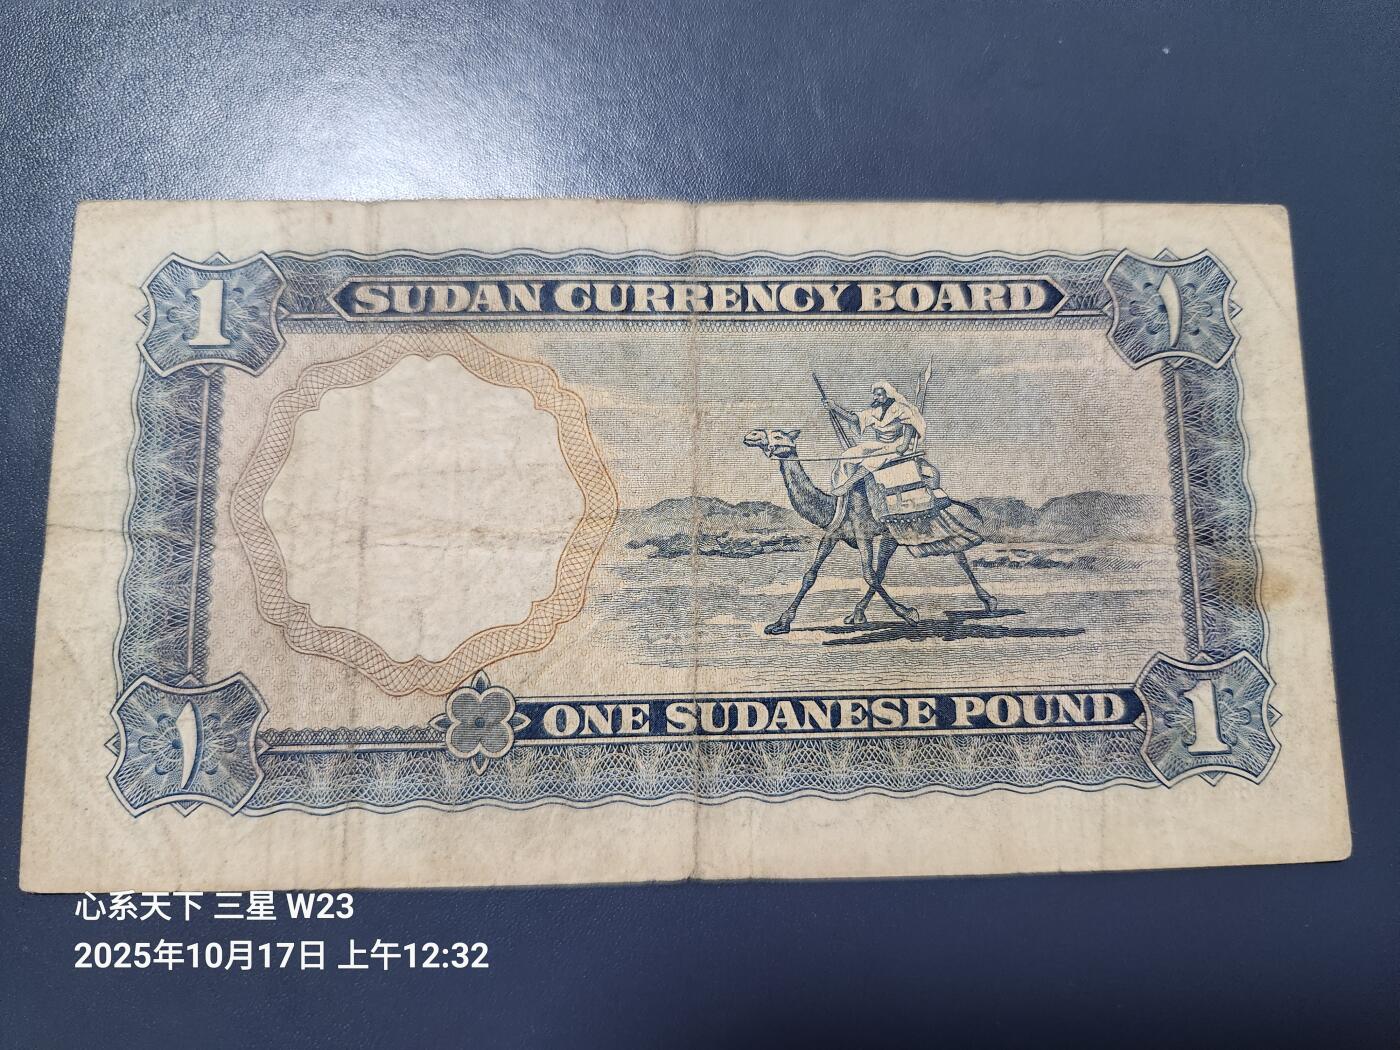 1
SUDAN CURRENCY BOARD
١
١
ONE SUDANESE POUND
1
心系天下 三星 W23
2025年10月17日 上午12:32